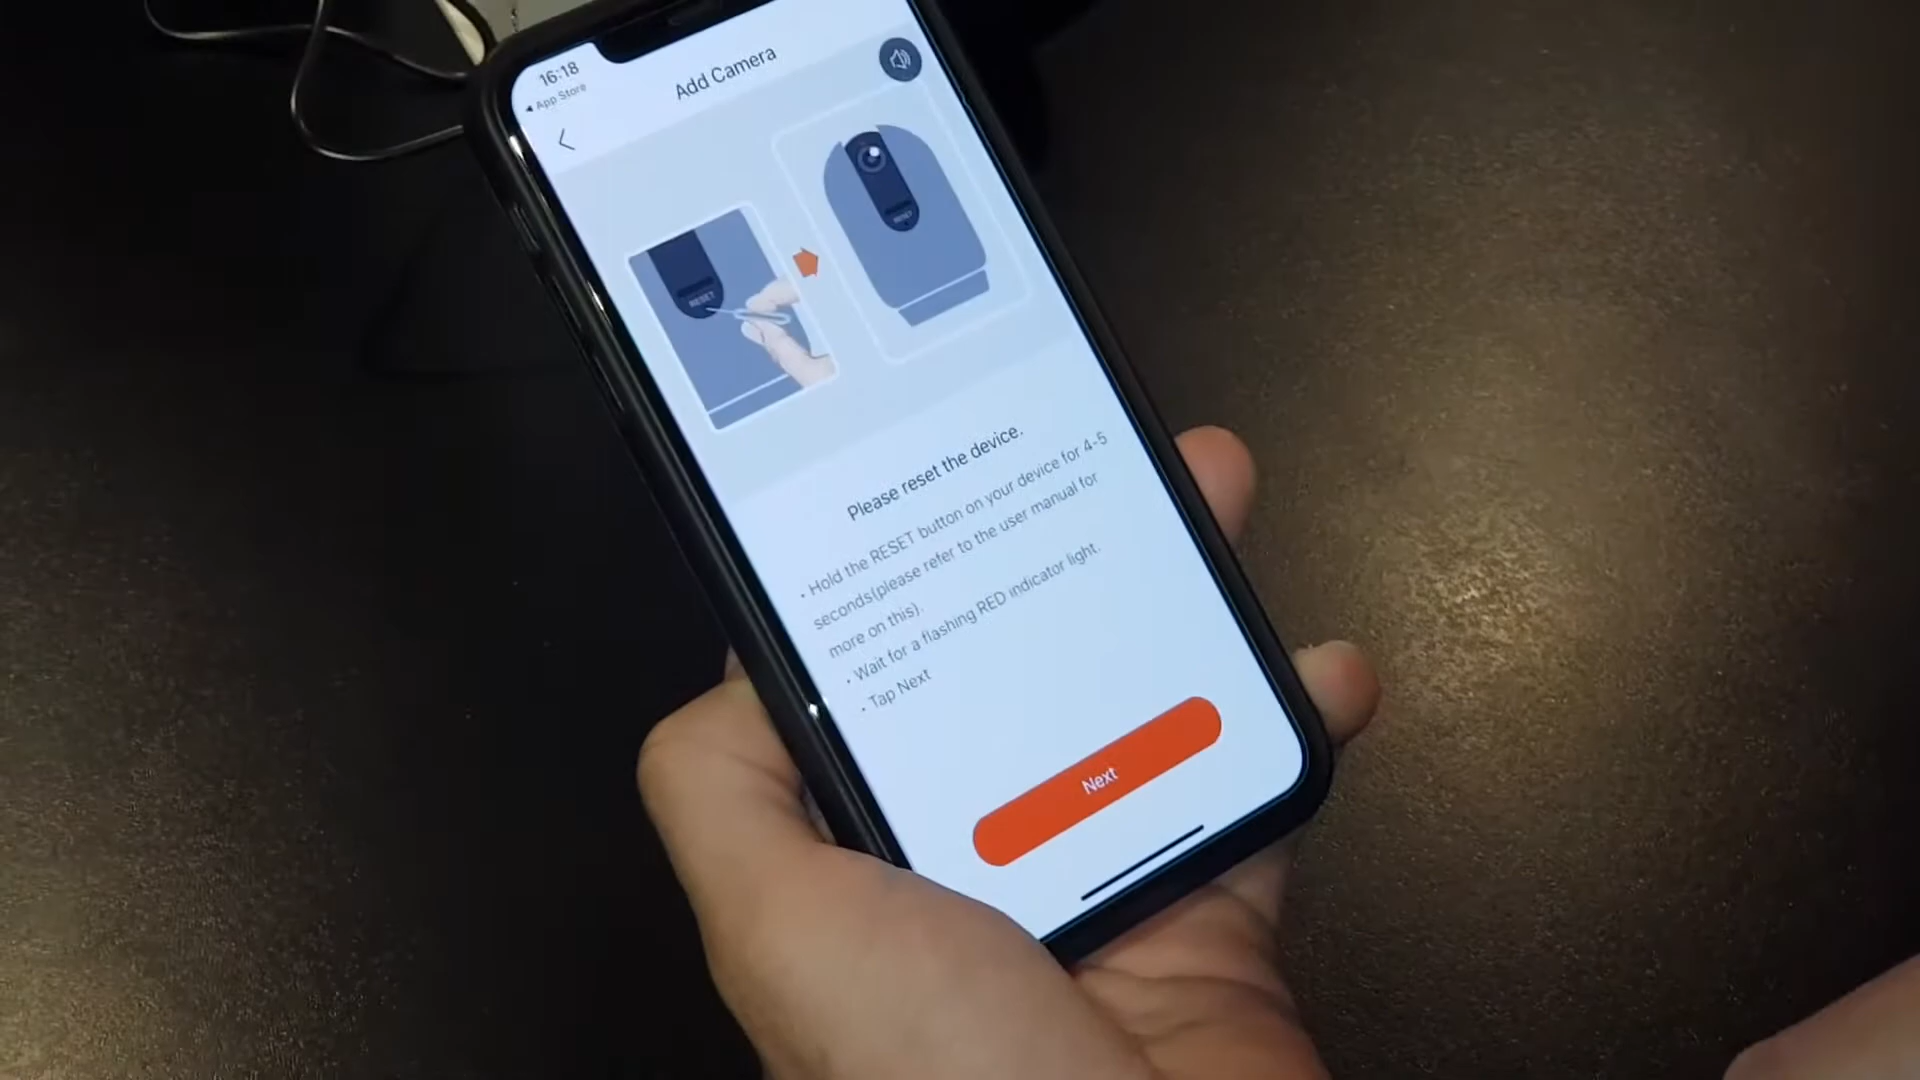 16:18
◀ App Store
Add Camera
RESET
RESET
Please reset the device.
• Hold the RESET button on your device for 4-5
seconds(please refer to the user manual for
more on this).
• Wait for a flashing RED indicator light.
• Tap Next
Next